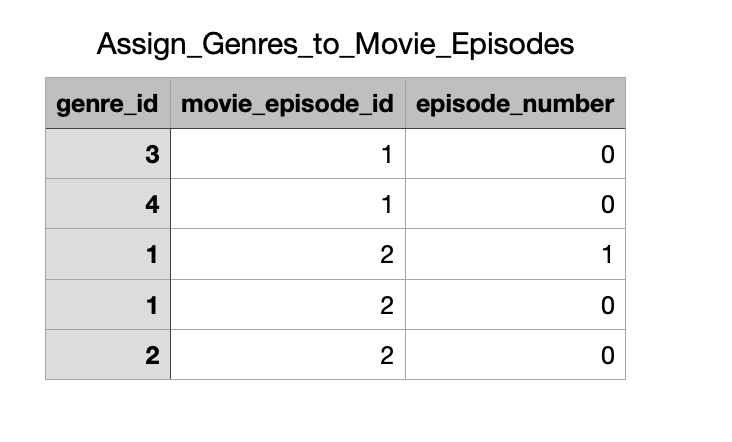 Assign_Genres_to_Movie_Episodes
genre_id movie_episode_id episode_number
3 1 0
4 1 0
1 2 1
1 2 0
2 2 0